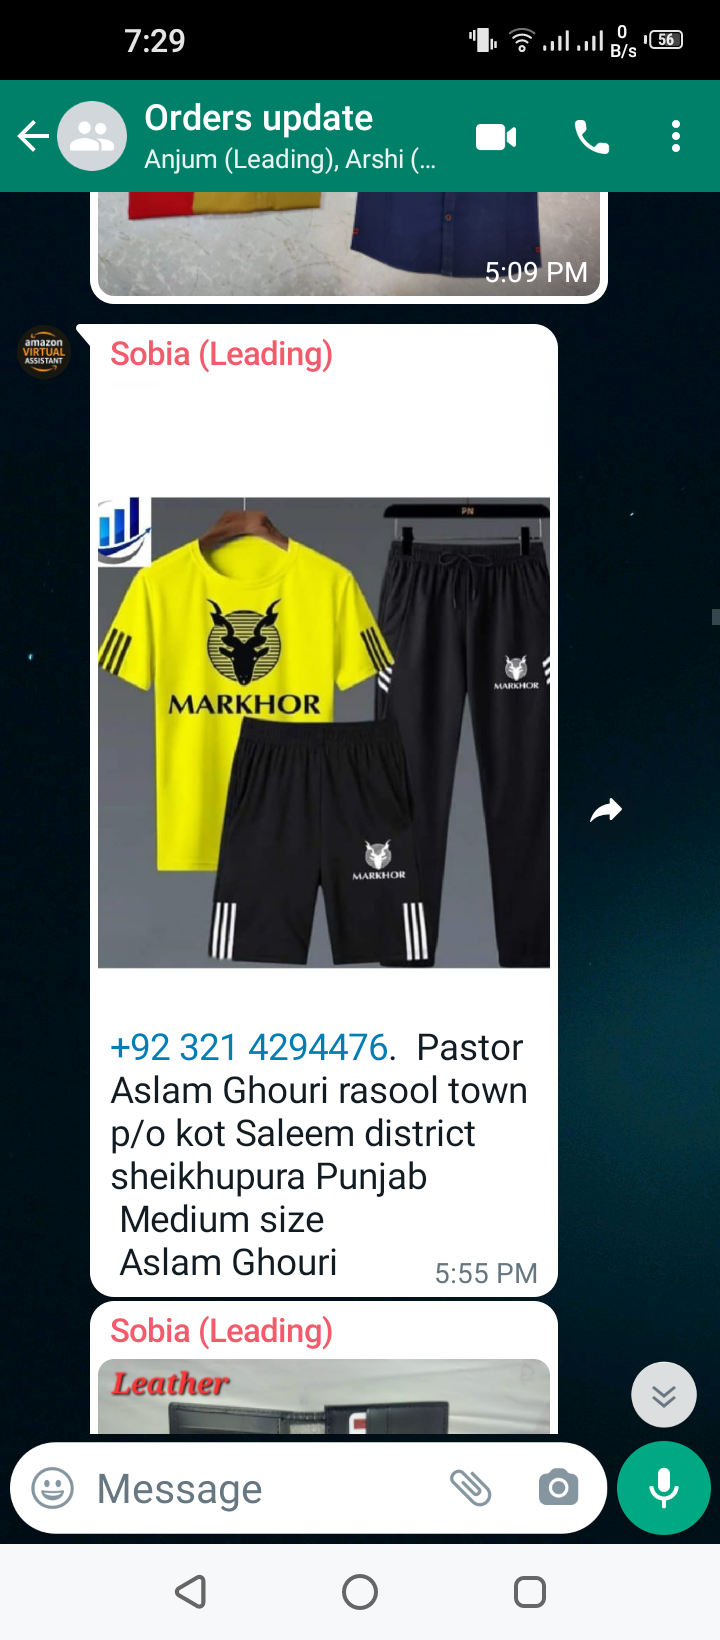 7:29
0
B/s
56
Orders update
Anjum (Leading), Arshi (...
5:09 PM
amazon
VIRTUAL
ASSISTANT
Sobia (Leading)
PN
MARKHOR
MARKHOR
MARKHOR
+92 321 4294476.  Pastor
Aslam Ghouri rasool town
p/o kot Saleem district
sheikhupura Punjab
Medium size
Aslam Ghouri
5:55 PM
Sobia (Leading)
Leather
Message